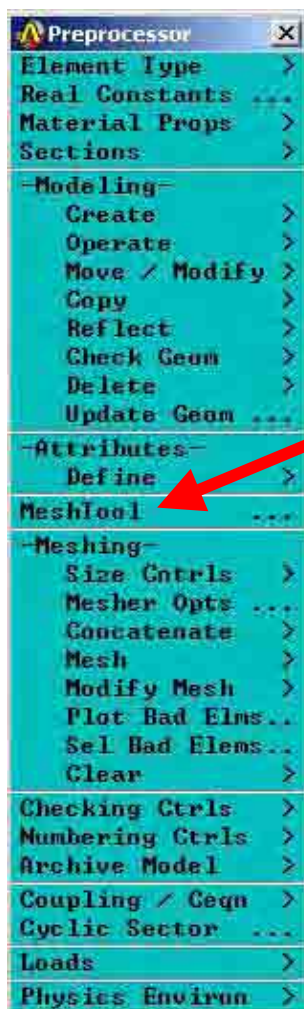 Preprocessor
Element Type >
Real Constants ...
Material Props >
Sections >
-Modeling-
Create >
Operate >
Move / Modify >
Copy >
Reflect >
Check Geom >
Delete >
Update Geom ...
-Attributes-
Define >
MeshTool ...
-Meshing-
Size Cntrls >
Mesher Opts ...
Concatenate >
Mesh >
Modify Mesh >
Plot Bad Elms..
Sel Bad Elems..
Clear >
Checking Ctrls >
Numbering Ctrls >
Archive Model >
Coupling / Ceqn >
Cyclic Sector ...
Loads >
Physics Environ >